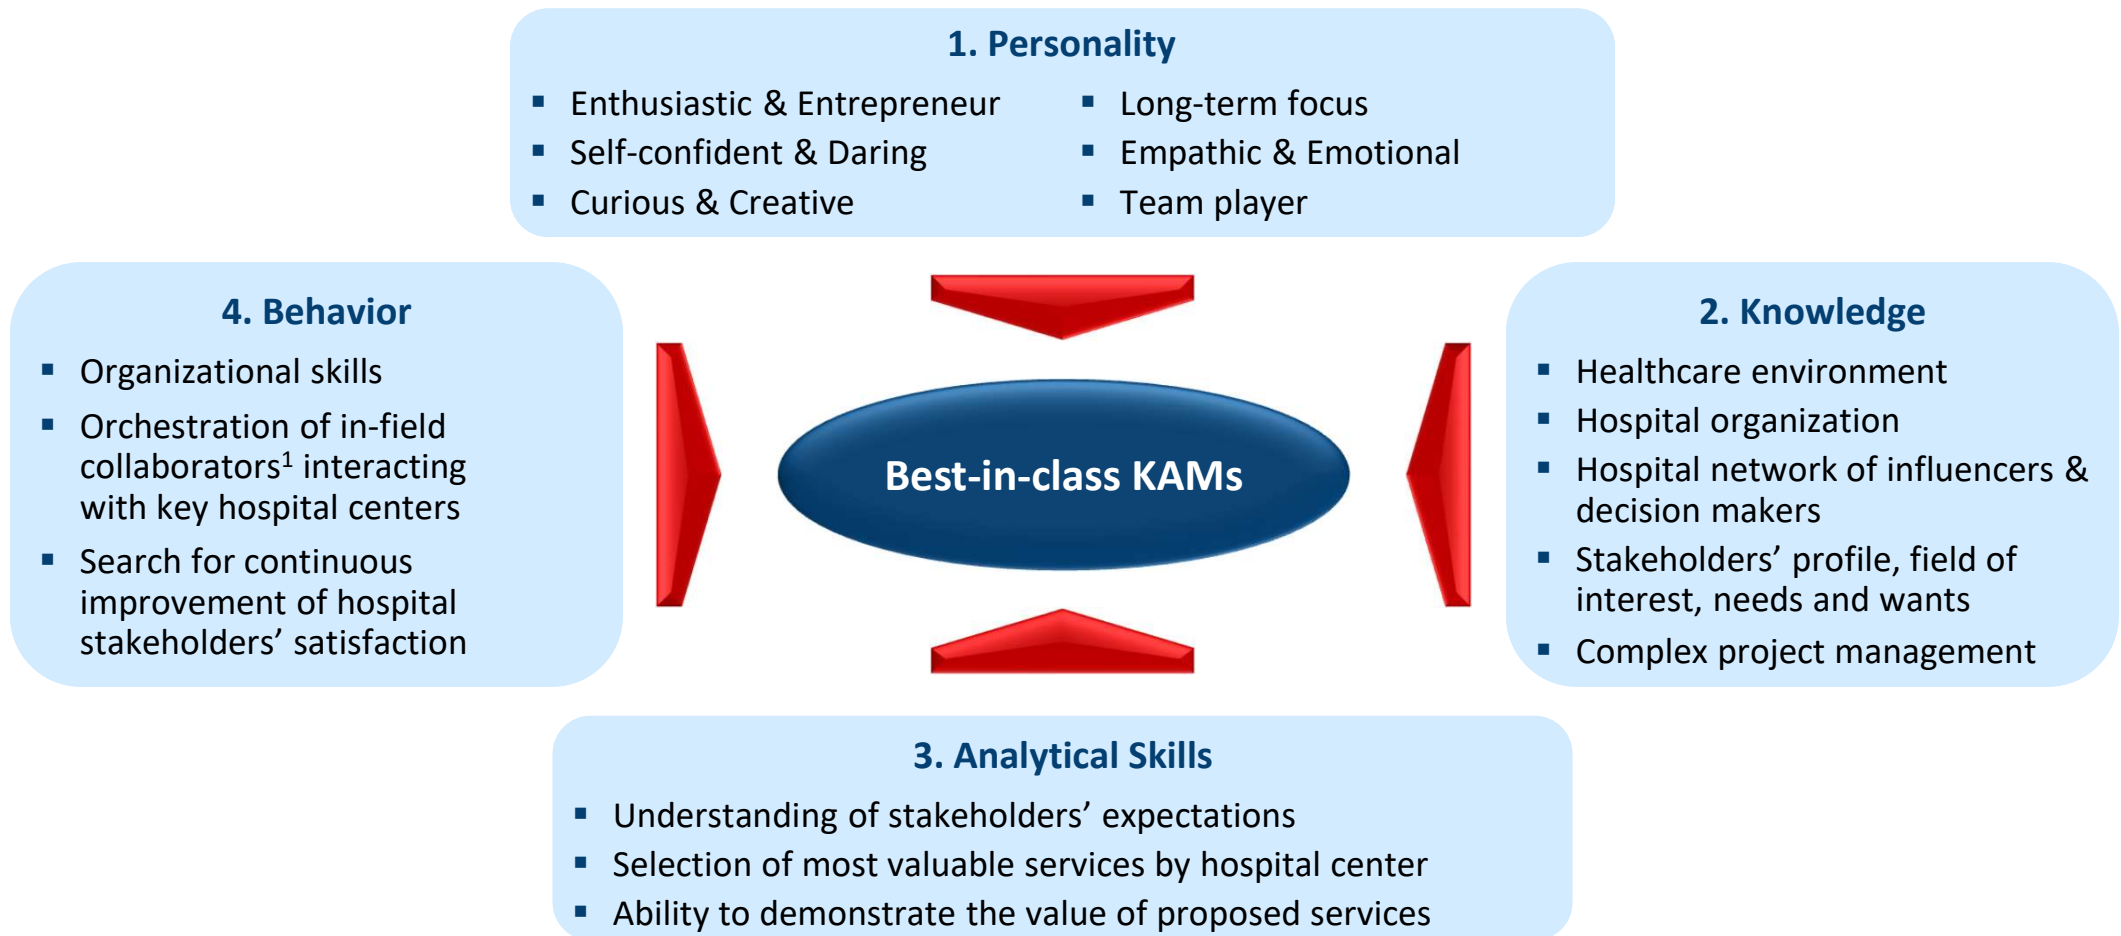 1. Personality
▪ Enthusiastic & Entrepreneur
▪ Self-confident & Daring
▪ Curious & Creative
▪ Long-term focus
▪ Empathic & Emotional
▪ Team player
4. Behavior
▪ Organizational skills
▪ Orchestration of in-field
collaborators¹ interacting
with key hospital centers
▪ Search for continuous
improvement of hospital
stakeholders’ satisfaction
Best-in-class KAMs
2. Knowledge
▪ Healthcare environment
▪ Hospital organization
▪ Hospital network of influencers &
decision makers
▪ Stakeholders’ profile, field of
interest, needs and wants
▪ Complex project management
3. Analytical Skills
▪ Understanding of stakeholders’ expectations
▪ Selection of most valuable services by hospital center
▪ Ability to demonstrate the value of proposed services